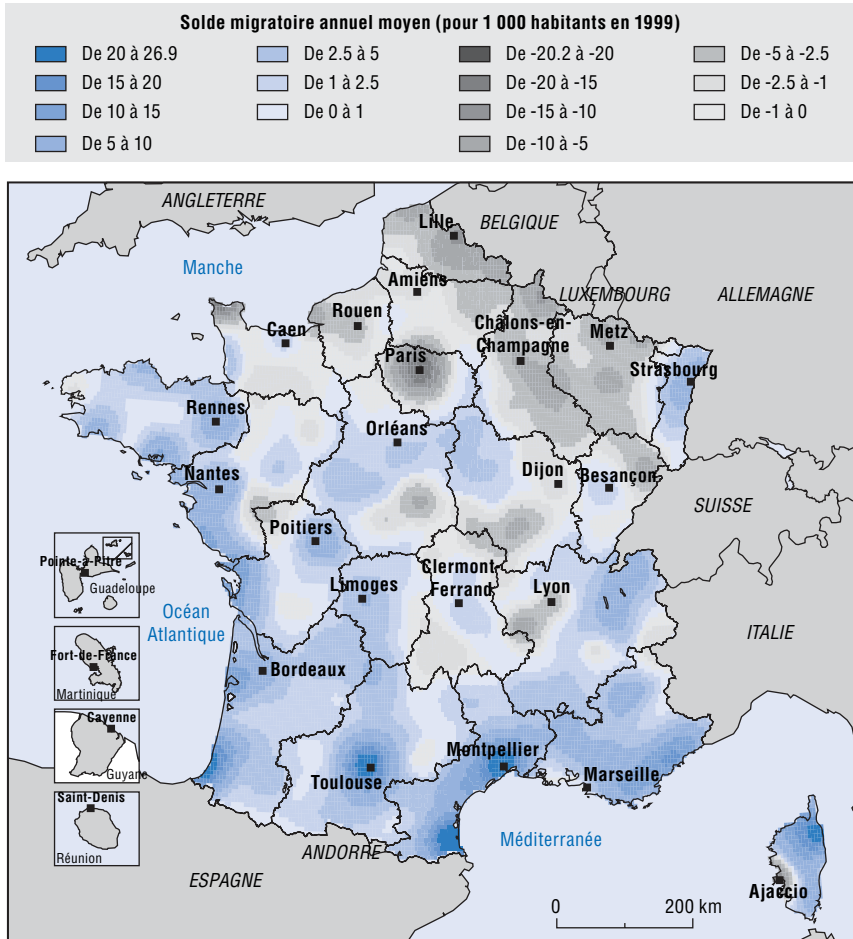 Solde migratoire annuel moyen (pour 1 000 habitants en 1999)
De 20 à 26.9
De 15 à 20
De 10 à 15
De 5 à 10
De 2.5 à 5
De 1 à 2.5
De 0 à 1
De -20.2 à -20
De -20 à -15
De -15 à -10
De -10 à -5
De -5 à -2.5
De -2.5 à -1
De -1 à 0
ANGLETERRE
Lille
BELGIQUE
Manche
Amiens
LUXEMBOURG
ALLEMAGNE
Rouen
Caen
Châlons-en-
Champagne
Metz
Paris
Strasbourg
Rennes
Orléans
Nantes
Dijon
Besançon
SUISSE
Poitiers
Pointe-à-Pitre
Guadeloupe
Limoges
Clermont-
Ferrand
Lyon
Océan
Atlantique
ITALIE
Fort-de-France
Martinique
Bordeaux
Cayenne
Guyane
Montpellier
Toulouse
Marseille
Saint-Denis
Réunion
ANDORRE
Méditerranée
ESPAGNE
Ajaccio
0 200 km